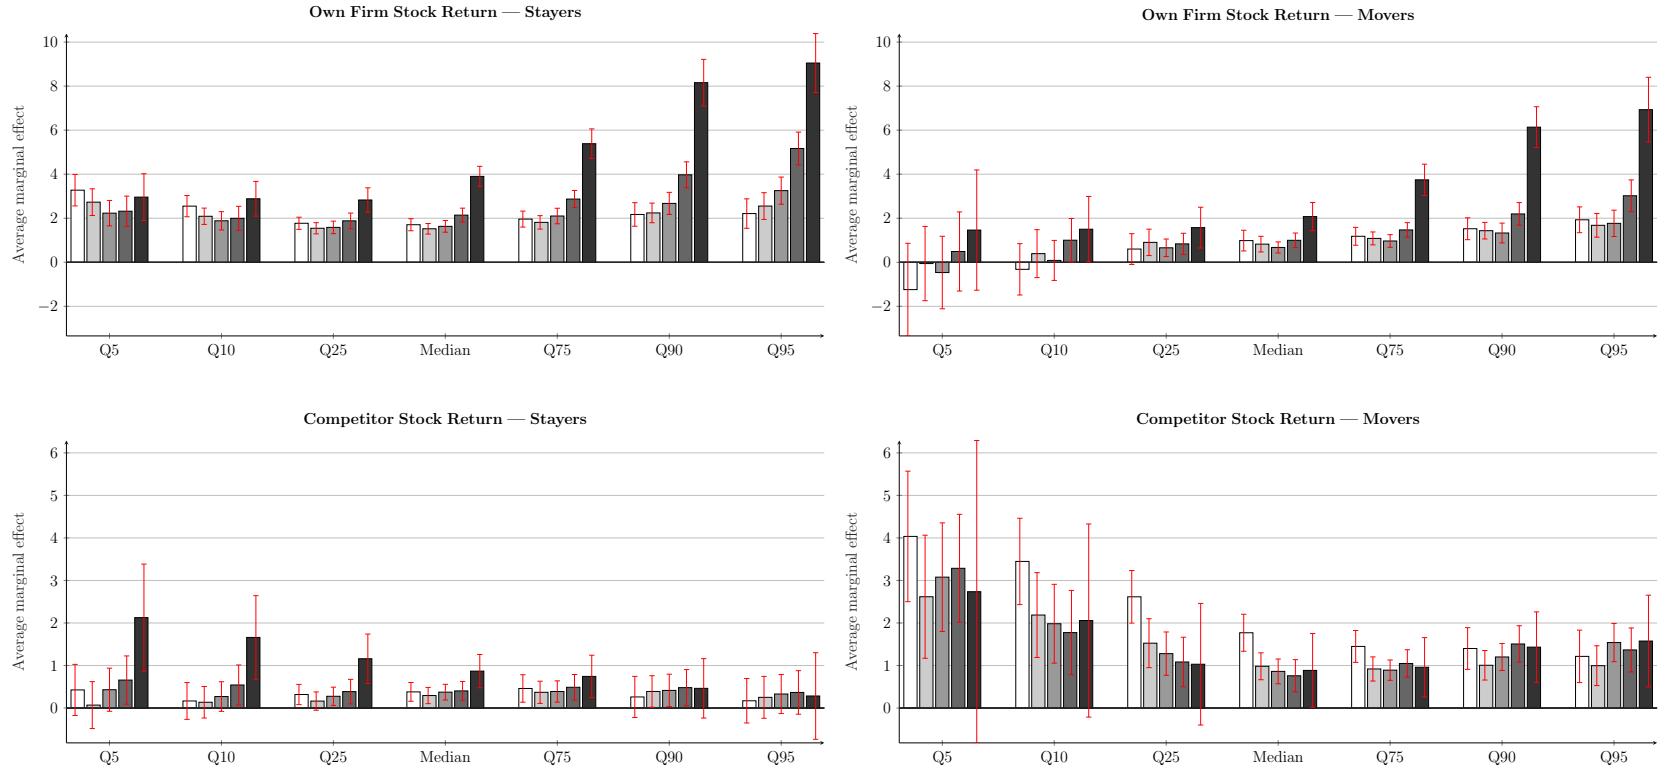 Own Firm Stock Return — Stayers
Average marginal effect
10
8
6
4
2
0
−2
Q5 Q10 Q25 Median Q75 Q90 Q95
Own Firm Stock Return — Movers
Average marginal effect
10
8
6
4
2
0
−2
Q5 Q10 Q25 Median Q75 Q90 Q95
Competitor Stock Return — Stayers
Average marginal effect
6
5
4
3
2
1
0
Q5 Q10 Q25 Median Q75 Q90 Q95
Competitor Stock Return — Movers
Average marginal effect
6
5
4
3
2
1
0
Q5 Q10 Q25 Median Q75 Q90 Q95